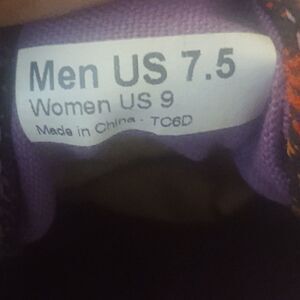 Men US 7.5
Women US 9
Made in China · TC6D